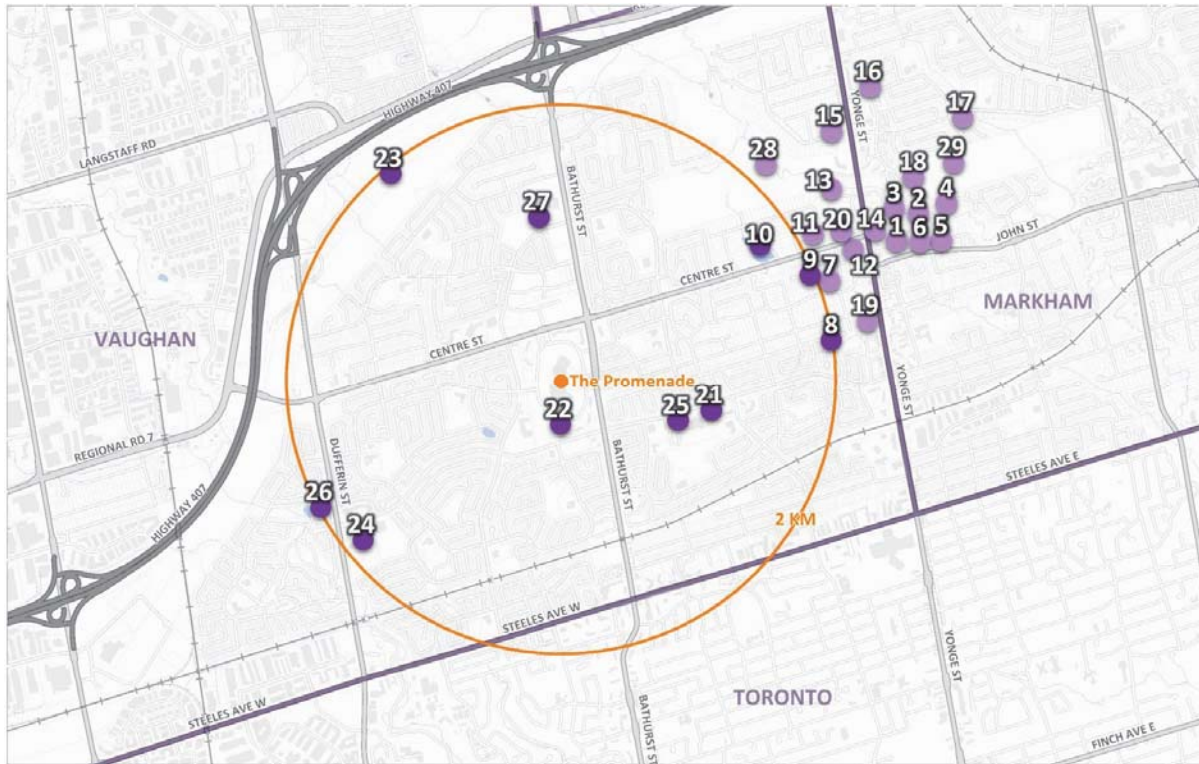 16
YONGE ST
17
HIGHWAY 407
15
LANGSTAFF RD
28
29
23
18
13
BATHURST ST
27
3
2
4
11
20
14
10
1
6
5
JOHN ST
9
7
12
CENTRE ST
MARKHAM
19
8
VAUGHAN
CENTRE ST
The Promenade
YONGE ST
21
25
22
REGIONAL RD 7
DUFFERIN ST
BATHURST ST
STEELES AVE E
26
HIGHWAY 407
24
2 KM
STEELES AVE W
YONGE ST
TORONTO
STEELES AVE W
BATHURST ST
FINCH AVE E